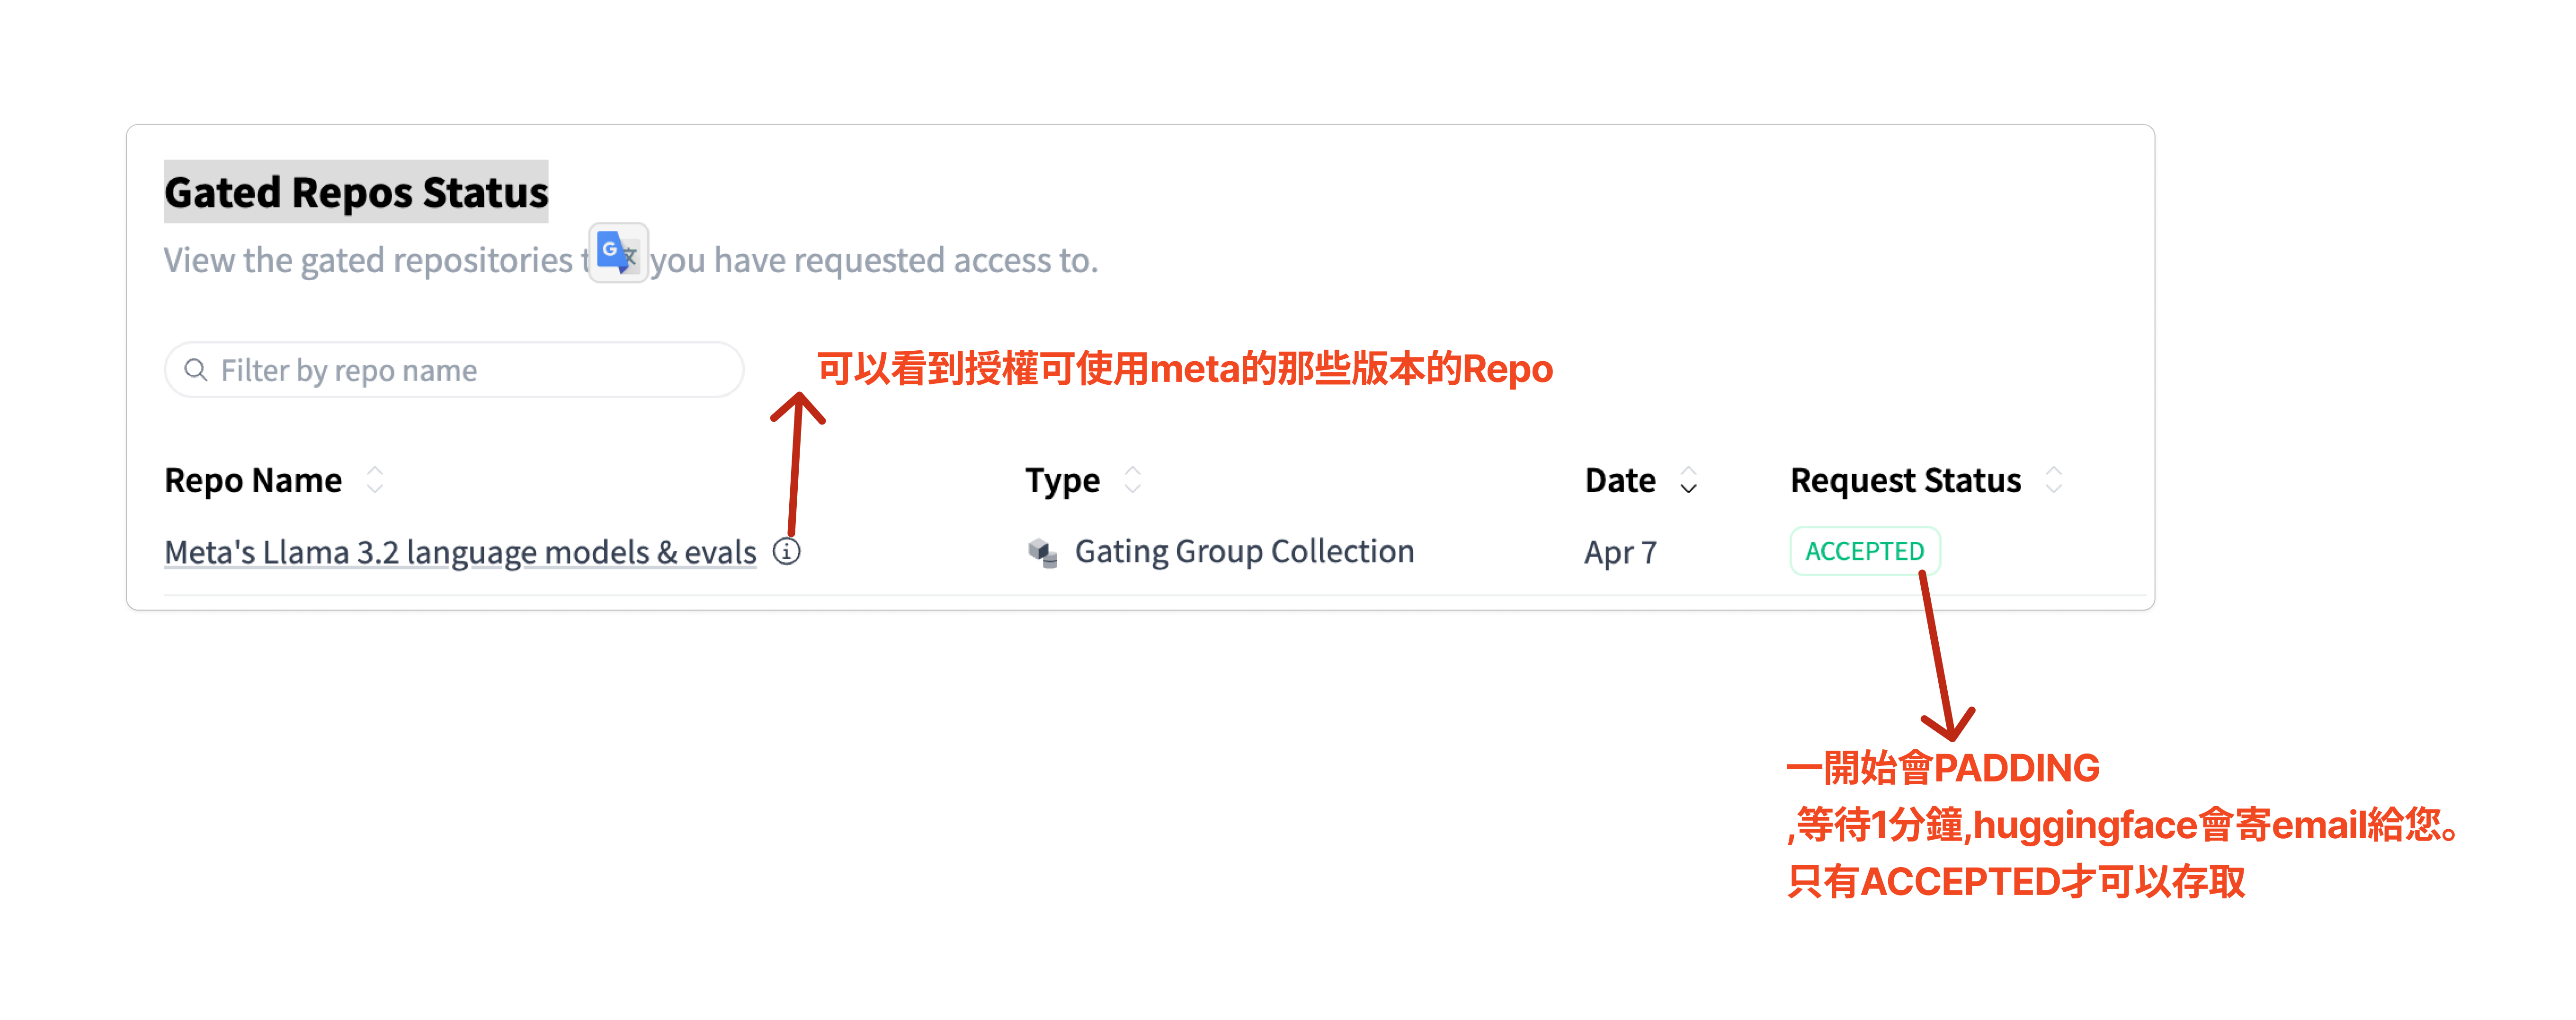 Gated Repos Status
View the gated repositories t you have requested access to.
Filter by repo name
可以看到授權可使用meta的那些版本的Repo
Repo Name Type Date Request Status
Meta's Llama 3.2 language models & evals Gating Group Collection Apr 7 ACCEPTED
一開始會PADDING
,等待1分鐘,huggingface會寄email給您。
只有ACCEPTED才可以存取